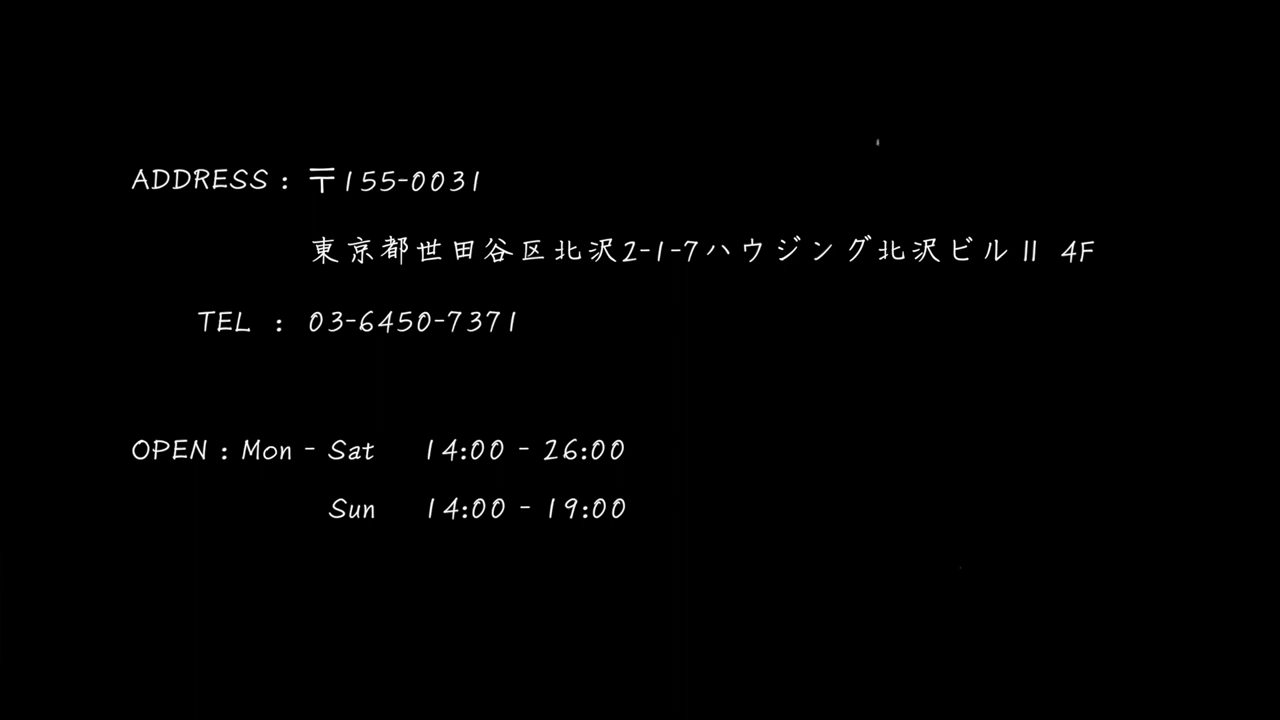 ADDRESS : 〒155-0031
東京都世田谷区北沢2-1-7ハウジング北沢ビルⅡ 4F
TEL : 03-6450-7371
OPEN : Mon - Sat 14:00 - 26:00
Sun 14:00 - 19:00